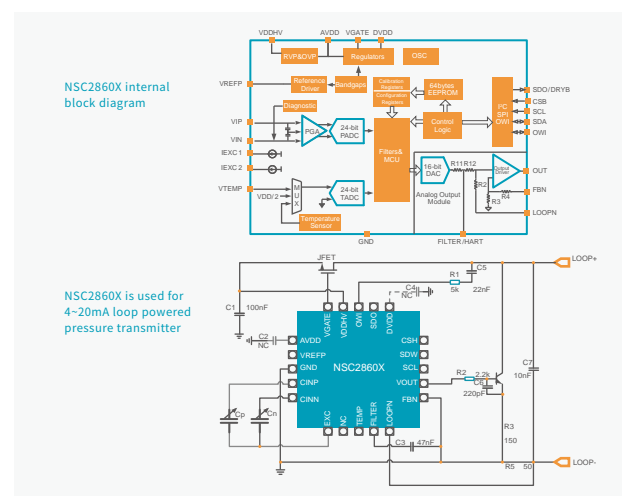 VDDHV AVDD VGATE DVDD
RVP&OVP Regulators OSC
NSC2860X internal
block diagram
VREFP
Reference
Driver
Bandgaps
Calibration
Registers
Configuration
Registers
64bytes
EEPROM
Diagnostic
VIP
VIN
PGA
24-bit
PADC
IEXC1
IEXC2
Filters&
MCU
Control
Logic
I²C
SPI
OWI
SDO/DRYB
CSB
SCL
SDA
OWI
16-bit
DAC
Analog Output
Module
R11 R12
R2
R3
R4
Output
Driver
OUT
FBN
LOOPN
VTEMP
VDD/2
M
U
X
24-bit
TADC
Temperature
Sensor
GND
FILTER/HART
NSC2860X is used for
4~20mA loop powered
pressure transmitter
JFET
LOOP+
C1 100nF
C2
NC
C4
NC
R1
5k
C5
22nF
VGATE
VDDHV
OWI
SDO
DVDD
AVDD
VREFP
GND
CINP
CINN
NSC2860X
CSH
SDW
SCL
VOUT
FBN
EXC
NC
TEMP
FILTER
LOOPN
R2 2.2k
C6
220pF
C7
10nF
Cp
Cn
C3 47nF
R3
150
R5 50
LOOP-